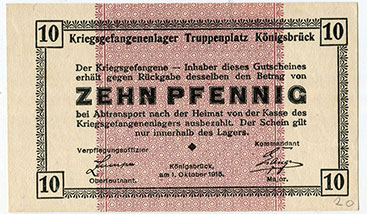 10 Kriegsgefangenenlager Truppenplatz Königsbrück 10
Der Kriegsgefangene — Inhaber dieses Gutscheines
erhält gegen Rückgabe desselben den Betrag von
ZEHN PFENNIG
bei Abtransport nach der Heimat von der Kasse des
Kriegsgefangenenlagers ausbezahlt. Der Schein gilt
nur innerhalb des Lagers.
Verpflegungsoffizier Kommandant
Königsbrück,
am 1. Oktober 1915.
Oberleutnant. Major.
10 10
20